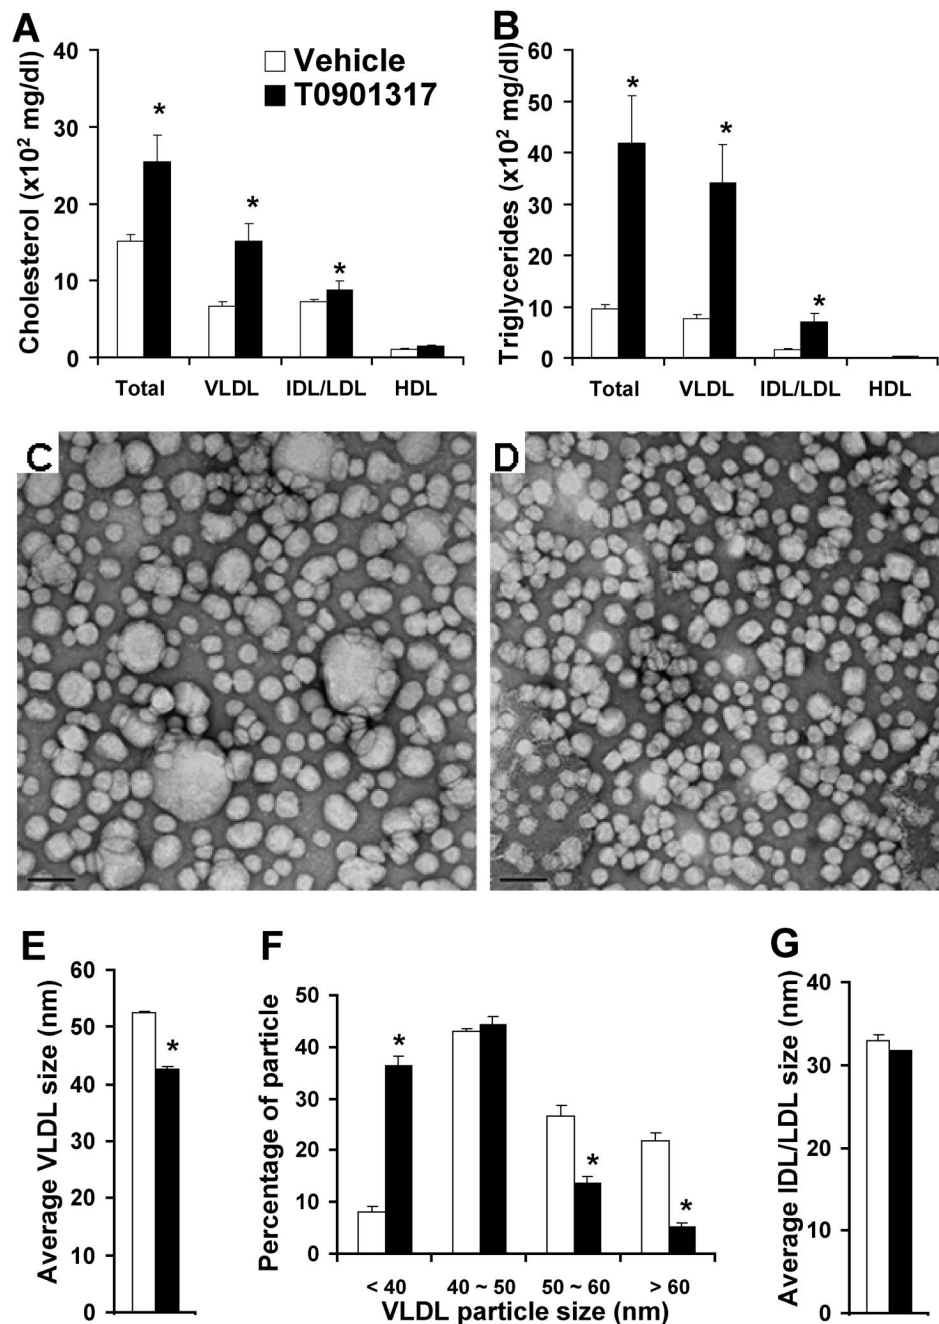 A
Cholesterol (x10² mg/dl)
40
30
20
10
0
Vehicle
T0901317
*
*
*
Total VLDL IDL/LDL HDL
B
Triglycerides (x10² mg/dl)
60
50
40
30
20
10
0
*
*
*
Total VLDL IDL/LDL HDL
C
D
E
Average VLDL size (nm)
60
50
40
30
20
10
0
*
F
Percentage of particle
50
40
30
20
10
0
*
*
*
< 40 40 ~ 50 50 ~ 60 > 60
VLDL particle size (nm)
G
Average IDL/LDL size (nm)
40
30
20
10
0